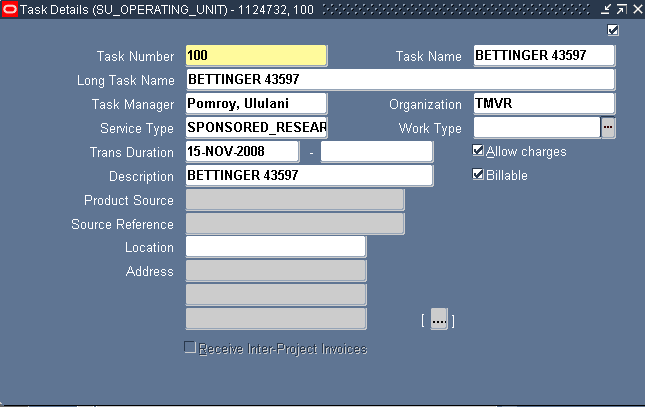 Task Details (SU_OPERATING_UNIT) - 1124732, 100
Task Number 100 Task Name BETTINGER 43597
Long Task Name BETTINGER 43597
Task Manager Pomroy, Ululani Organization TMVR
Service Type SPONSORED_RESEAR Work Type ...
Trans Duration 15-NOV-2008 - Allow charges
Description BETTINGER 43597 Billable
Product Source
Source Reference
Location
Address
[ .... ]
Receive Inter-Project Invoices